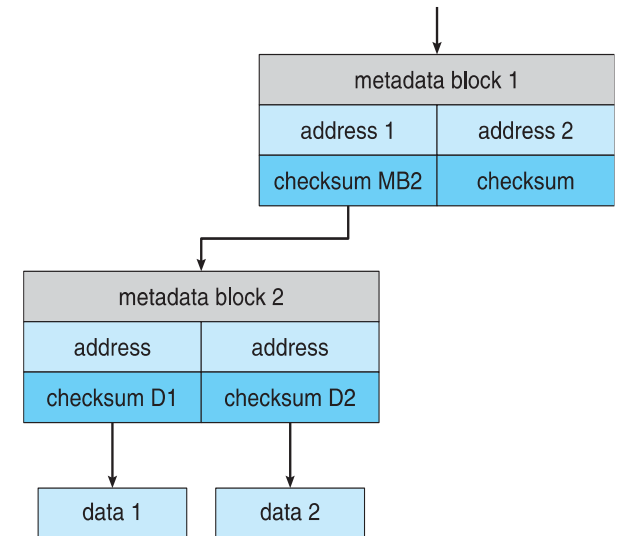 metadata block 1
address 1 address 2
checksum MB2 checksum
metadata block 2
address address
checksum D1 checksum D2
data 1 data 2